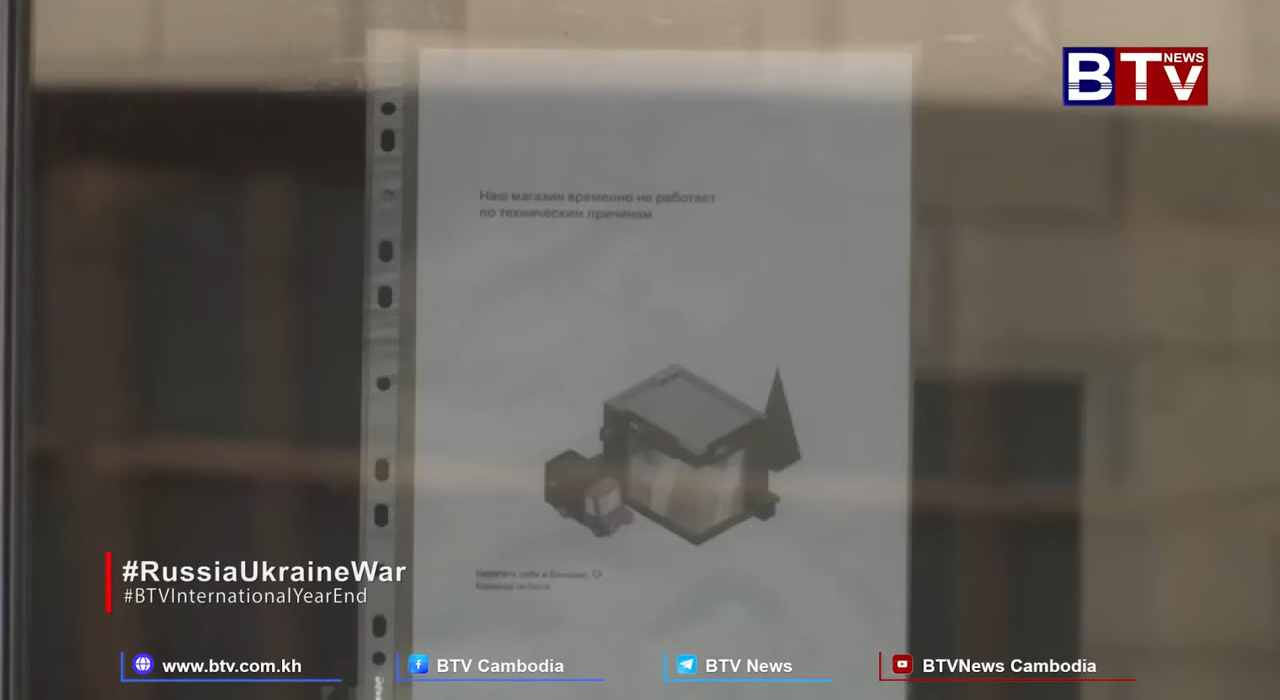 BTV NEWS
Наш магазин временно не работает
по техническим причинам.
#RussiaUkraineWar
#BTVInternationalYearEnd
www.btv.com.kh
BTV Cambodia
BTV News
BTVNews Cambodia